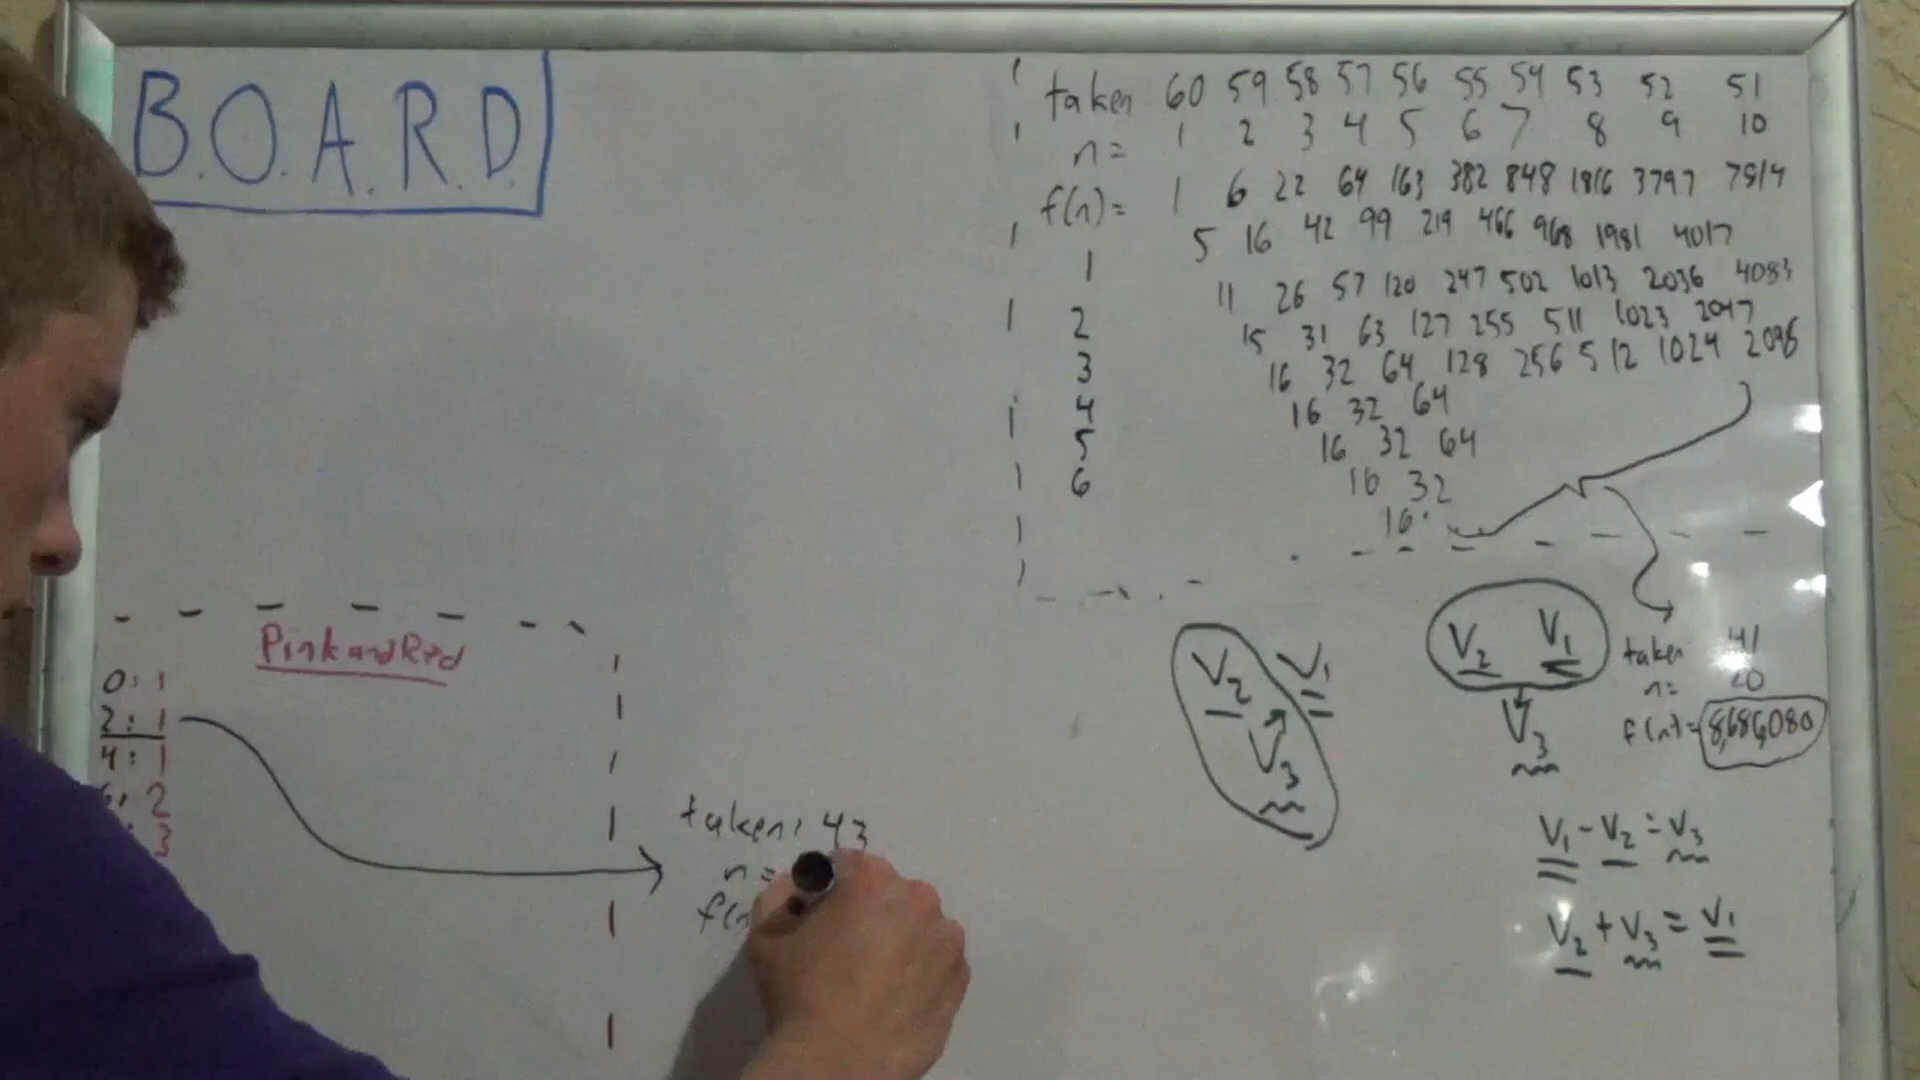 B.O.A.R.D.
taken 60 59 58 57 56 55 54 53 52 51
n= 1 2 3 4 5 6 7 8 9 10
f(n)= 1 6 22 64 163 382 848 1816 3797 7814
1 5 16 42 99 219 466 968 1981 4017
2 11 26 57 120 247 502 1013 2036 4083
3 15 31 63 127 255 511 1023 2047
4 16 32 64 128 256 512 1024 2096
5 16 32 64
6 16 32 64
16 32
16
Pink and Red
0: 1
2: 1
4: 1
6: 2
: 3
taken: 43
n=
f(n
V2 V1
V3
V2 V1
V3
taken 41
n= 20
f(n)= 8,686,080
V1 - V2 = V3
V2 + V3 = V1